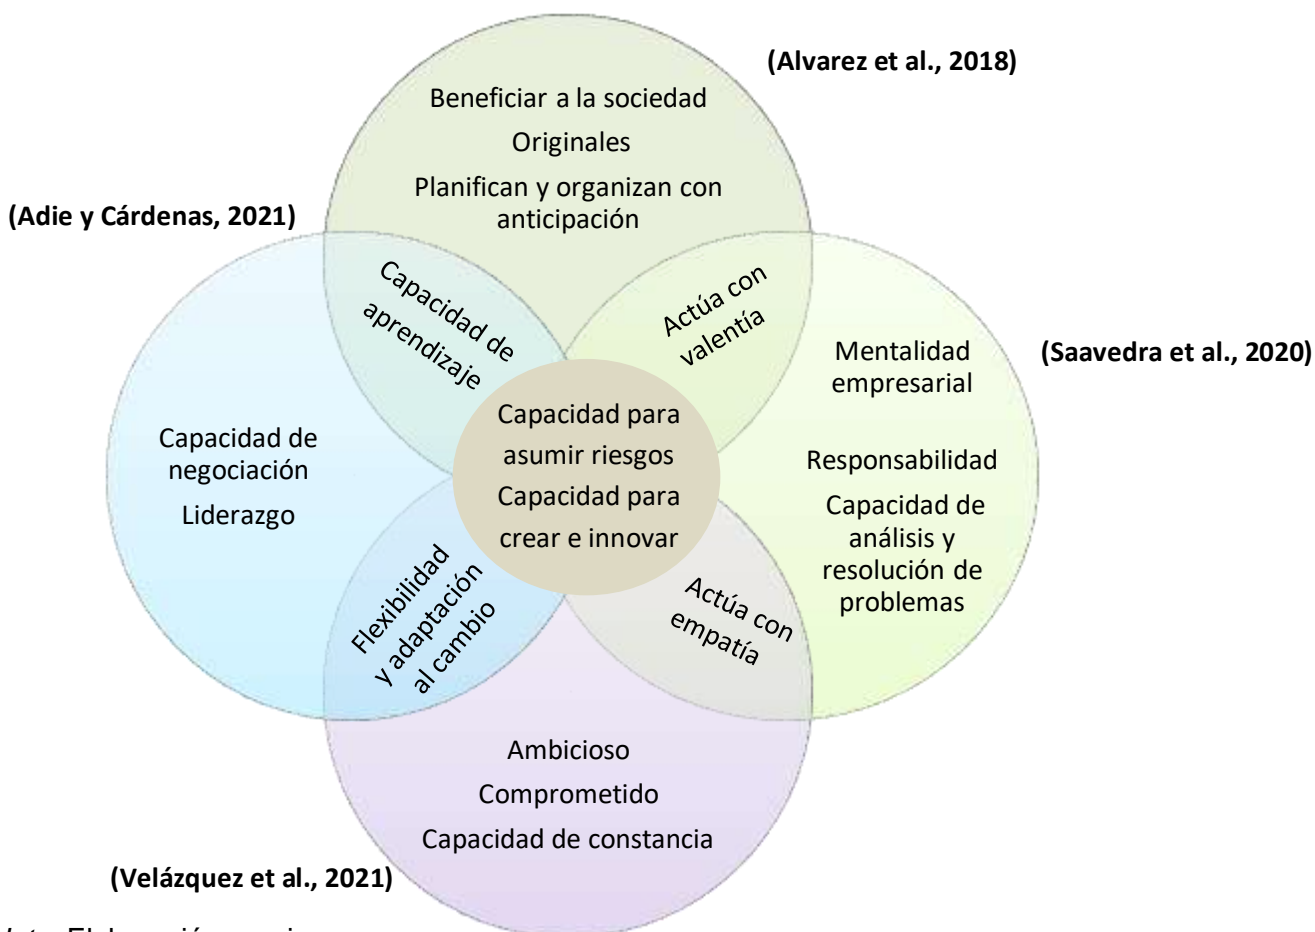 (Alvarez et al., 2018)
Beneficiar a la sociedad
Originales
Planifican y organizan con
anticipación
(Adie y Cárdenas, 2021)
Capacidad de
aprendizaje
Actúa con
valentía
Mentalidad
empresarial
(Saavedra et al., 2020)
Capacidad para
asumir riesgos
Capacidad para
crear e innovar
Capacidad de
negociación
Liderazgo
Responsabilidad
Capacidad de
análisis y
resolución de
problemas
Flexibilidad
y adaptación
al cambio
Actúa con
empatía
Ambicioso
Comprometido
Capacidad de constancia
(Velázquez et al., 2021)